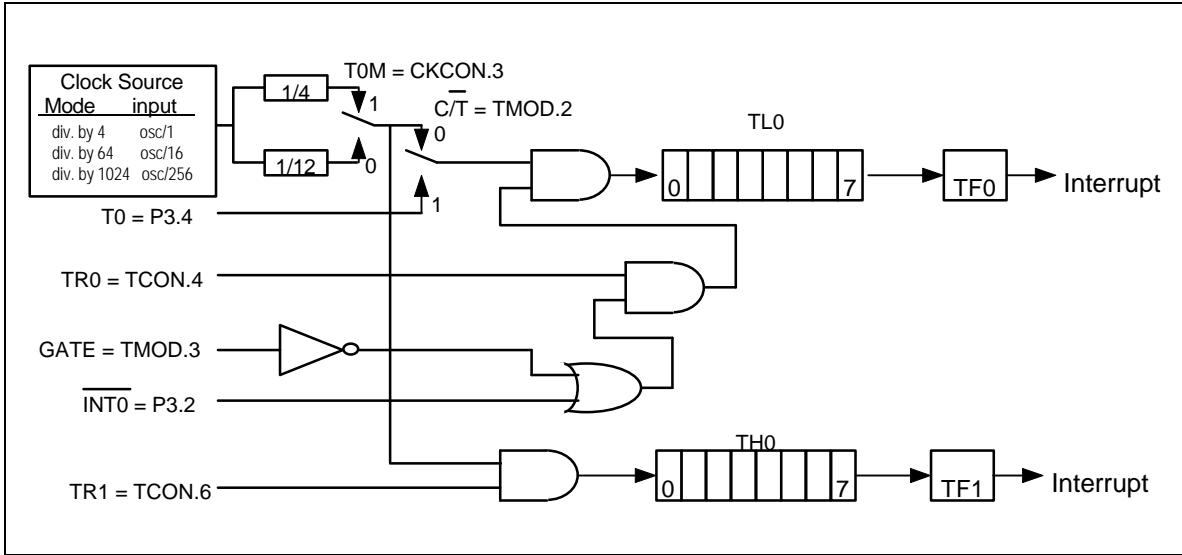 Clock Source
Mode input
div. by 4 osc/1
div. by 64 osc/16
div. by 1024 osc/256
1/4
1/12
T0M = CKCON.3
1
0
C/T̅ = TMOD.2
0
1
T0 = P3.4
TL0
0 7
TF0
Interrupt
TR0 = TCON.4
GATE = TMOD.3
I̅N̅T̅0̅ = P3.2
TR1 = TCON.6
TH0
0 7
TF1
Interrupt